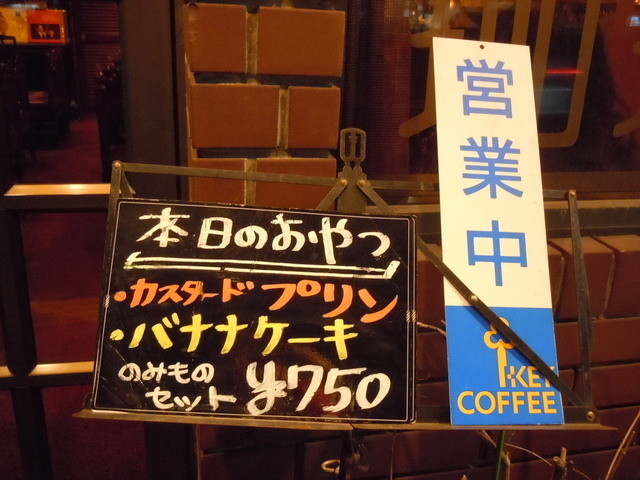 本日のおやつ
・カスタードプリン
・バナナケーキ
のみもの
セット ¥750
営業中
KEY
COFFEE